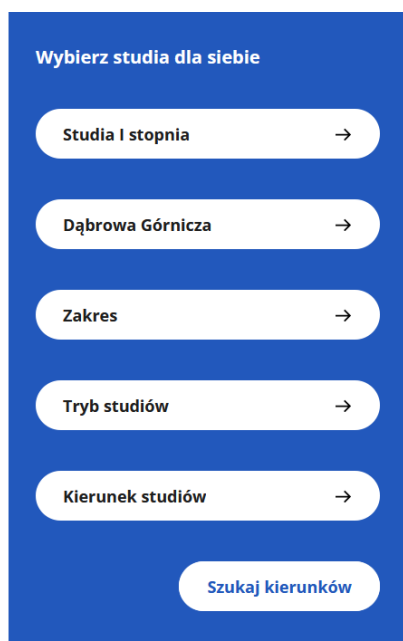 Wybierz studia dla siebie
Studia I stopnia
Dąbrowa Górnicza
Zakres
Tryb studiów
Kierunek studiów
Szukaj kierunków